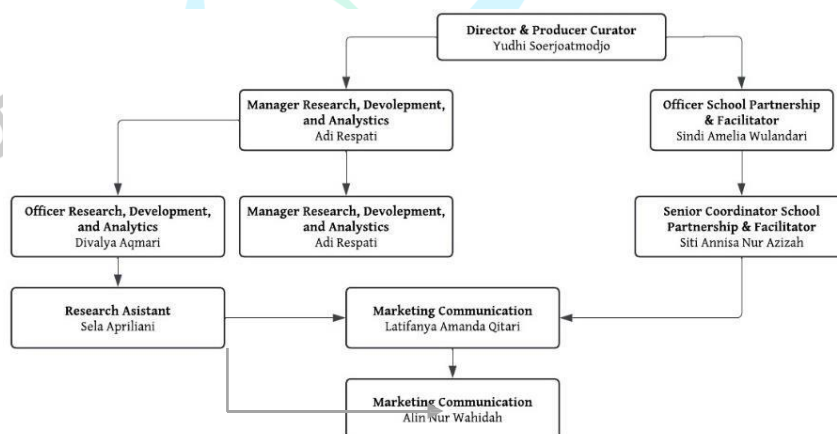 Director & Producer Curator
Yudhi Soerjoatmodjo
Manager Research, Devolepment,
and Analystics
Adi Respati
Officer School Partnership
& Facilitator
Sindi Amelia Wulandari
Officer Research, Development,
and Analytics
Divalya Aqmari
Manager Research, Devolepment,
and Analystics
Adi Respati
Senior Coordinator School
Partnership & Facilitator
Siti Annisa Nur Azizah
Research Asistant
Sela Apriliani
Marketing Communication
Latifanya Amanda Qitari
Marketing Communication
Alin Nur Wahidah